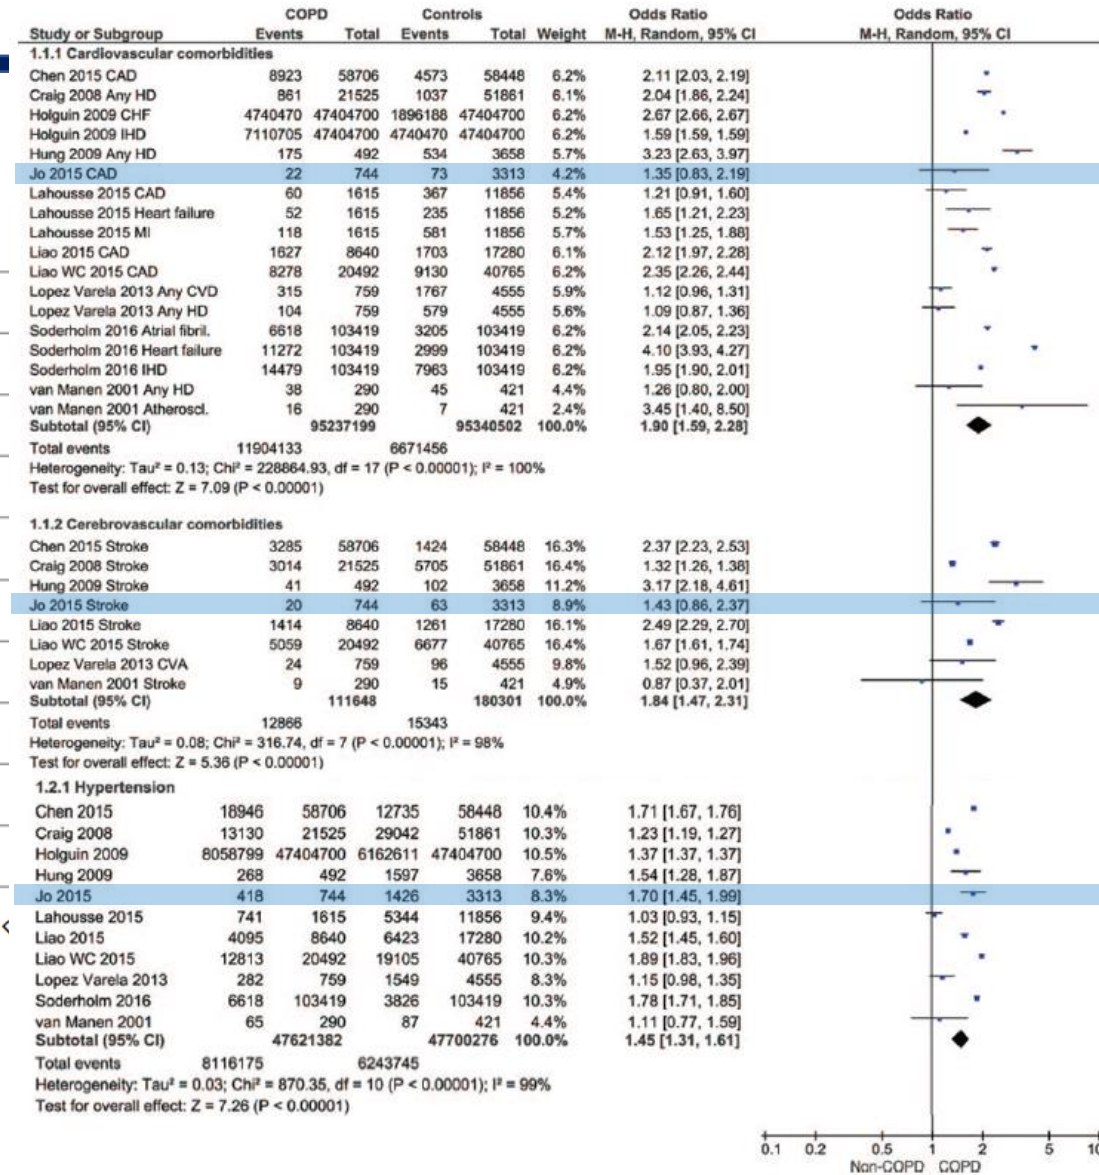 COPD Controls Odds Ratio Odds Ratio
Study or Subgroup Events Total Events Total Weight M-H, Random, 95% CI M-H, Random, 95% CI
1.1.1 Cardiovascular comorbidities
Chen 2015 CAD 8923 58706 4573 58448 6.2% 2.11 [2.03, 2.19]
Craig 2008 Any HD 861 21525 1037 51861 6.1% 2.04 [1.86, 2.24]
Holguin 2009 CHF 4740470 47404700 1896188 47404700 6.2% 2.67 [2.66, 2.67]
Holguin 2009 IHD 7110705 47404700 4740470 47404700 6.2% 1.59 [1.59, 1.59]
Hung 2009 Any HD 175 492 534 3658 5.7% 3.23 [2.63, 3.97]
Jo 2015 CAD 22 744 73 3313 4.2% 1.35 [0.83, 2.19]
Lahousse 2015 CAD 60 1615 367 11856 5.4% 1.21 [0.91, 1.60]
Lahousse 2015 Heart failure 52 1615 235 11856 5.2% 1.65 [1.21, 2.23]
Lahousse 2015 MI 118 1615 581 11856 5.7% 1.53 [1.25, 1.88]
Liao 2015 CAD 1627 8640 1703 17280 6.1% 2.12 [1.97, 2.28]
Liao WC 2015 CAD 8278 20492 9130 40765 6.2% 2.35 [2.26, 2.44]
Lopez Varela 2013 Any CVD 315 759 1767 4555 5.9% 1.12 [0.96, 1.31]
Lopez Varela 2013 Any HD 104 759 579 4555 5.6% 1.09 [0.87, 1.36]
Soderholm 2016 Atrial fibril. 6618 103419 3205 103419 6.2% 2.14 [2.05, 2.23]
Soderholm 2016 Heart failure 11272 103419 2999 103419 6.2% 4.10 [3.93, 4.27]
Soderholm 2016 IHD 14479 103419 7963 103419 6.2% 1.95 [1.90, 2.01]
van Manen 2001 Any HD 38 290 45 421 4.4% 1.26 [0.80, 2.00]
van Manen 2001 Atheroscl. 16 290 7 421 2.4% 3.45 [1.40, 8.50]
Subtotal (95% CI) 95237199 95340502 100.0% 1.90 [1.59, 2.28]
Total events 11904133 6671456
Heterogeneity: Tau² = 0.13; Chi² = 228864.93, df = 17 (P < 0.00001); I² = 100%
Test for overall effect: Z = 7.09 (P < 0.00001)
1.1.2 Cerebrovascular comorbidities
Chen 2015 Stroke 3285 58706 1424 58448 16.3% 2.37 [2.23, 2.53]
Craig 2008 Stroke 3014 21525 5705 51861 16.4% 1.32 [1.26, 1.38]
Hung 2009 Stroke 41 492 102 3658 11.2% 3.17 [2.18, 4.61]
Jo 2015 Stroke 20 744 63 3313 8.9% 1.43 [0.86, 2.37]
Liao 2015 Stroke 1414 8640 1261 17280 16.1% 2.49 [2.29, 2.70]
Liao WC 2015 Stroke 5059 20492 6677 40765 16.4% 1.67 [1.61, 1.74]
Lopez Varela 2013 CVA 24 759 96 4555 9.8% 1.52 [0.96, 2.39]
van Manen 2001 Stroke 9 290 15 421 4.9% 0.87 [0.37, 2.01]
Subtotal (95% CI) 111648 180301 100.0% 1.84 [1.47, 2.31]
Total events 12866 15343
Heterogeneity: Tau² = 0.08; Chi² = 316.74, df = 7 (P < 0.00001); I² = 98%
Test for overall effect: Z = 5.36 (P < 0.00001)
1.2.1 Hypertension
Chen 2015 18946 58706 12735 58448 10.4% 1.71 [1.67, 1.76]
Craig 2008 13130 21525 29042 51861 10.3% 1.23 [1.19, 1.27]
Holguin 2009 8058799 47404700 6162611 47404700 10.5% 1.37 [1.37, 1.37]
Hung 2009 268 492 1597 3658 7.6% 1.54 [1.28, 1.87]
Jo 2015 418 744 1426 3313 8.3% 1.70 [1.45, 1.99]
Lahousse 2015 741 1615 5344 11856 9.4% 1.03 [0.93, 1.15]
Liao 2015 4095 8640 6423 17280 10.2% 1.52 [1.45, 1.60]
Liao WC 2015 12813 20492 19105 40765 10.3% 1.89 [1.83, 1.96]
Lopez Varela 2013 282 759 1549 4555 8.3% 1.15 [0.98, 1.35]
Soderholm 2016 6618 103419 3826 103419 10.3% 1.78 [1.71, 1.85]
van Manen 2001 65 290 87 421 4.4% 1.11 [0.77, 1.59]
Subtotal (95% CI) 47621382 47700276 100.0% 1.45 [1.31, 1.61]
Total events 8116175 6243745
Heterogeneity: Tau² = 0.03; Chi² = 870.35, df = 10 (P < 0.00001); I² = 99%
Test for overall effect: Z = 7.26 (P < 0.00001)
0.1 0.2 0.5 1 2 5 10
Non-COPD COPD